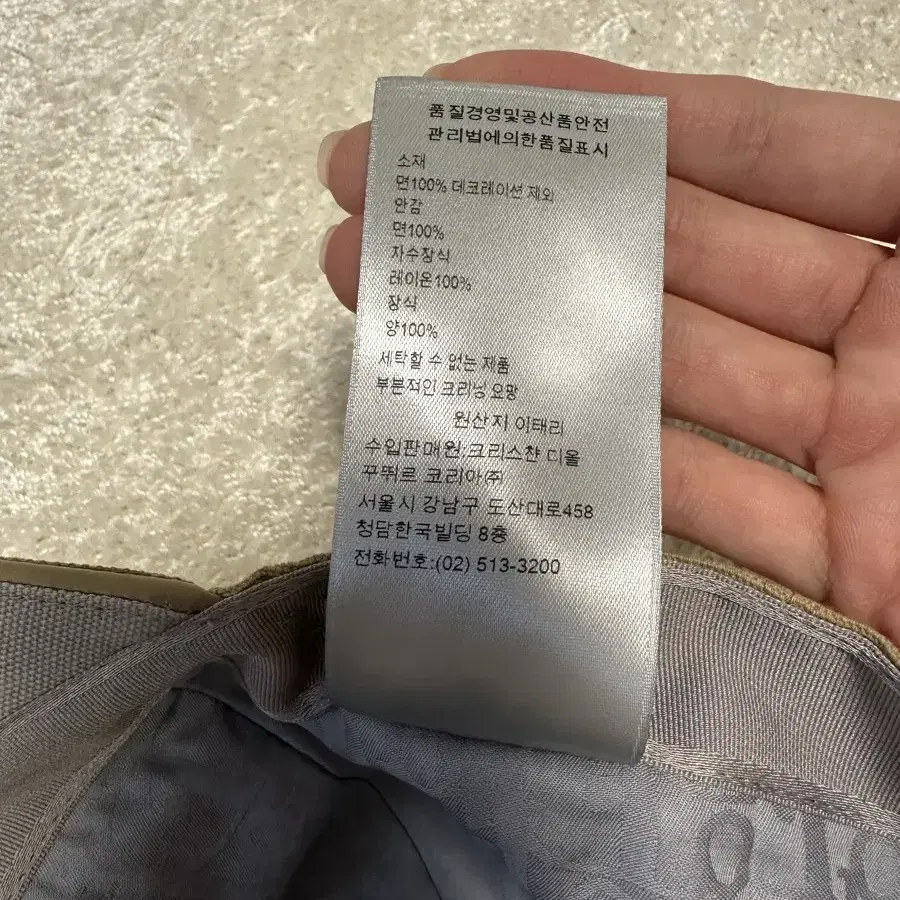 품질경영및공산품안전
관리법에의한품질표시
소재
면100% 데코레이션 제외
안감
면100%
자수장식
레이온100%
장식
양100%
세탁할 수 없는 제품
부분적인 크리닝 요망
원산지 이태리
수입판매원:크리스챤 디올
꾸뛰르 코리아㈜
서울시 강남구 도산대로458
청담한국빌딩 8층
전화번호:(02) 513-3200